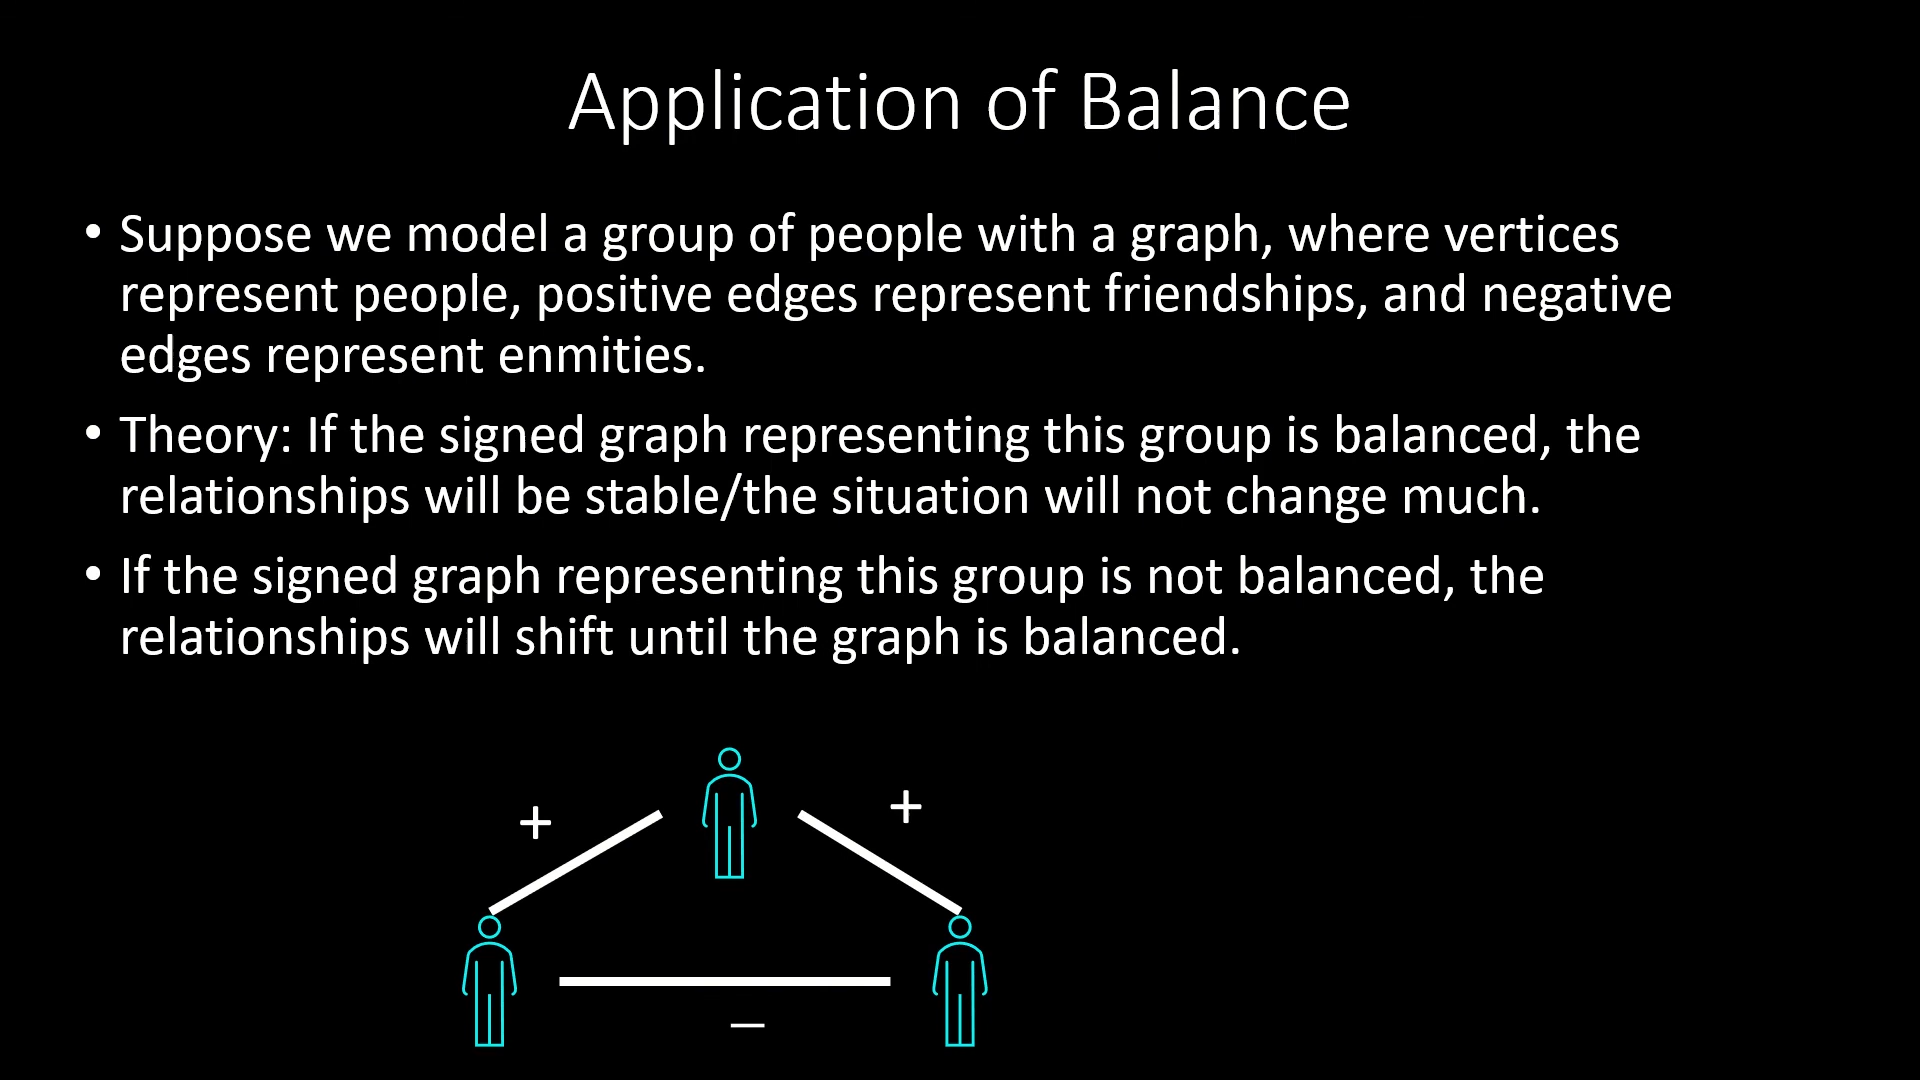 Application of Balance
• Suppose we model a group of people with a graph, where vertices
represent people, positive edges represent friendships, and negative
edges represent enmities.
• Theory: If the signed graph representing this group is balanced, the
relationships will be stable/the situation will not change much.
• If the signed graph representing this group is not balanced, the
relationships will shift until the graph is balanced.
+
+
–